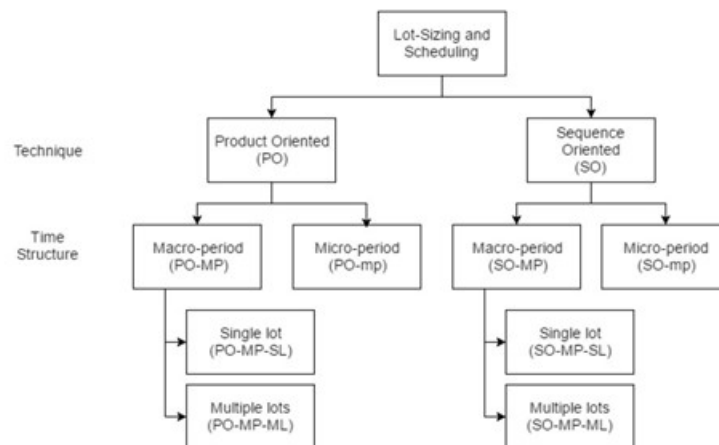 Lot-Sizing and
Scheduling
Technique
Product Oriented
(PO)
Sequence
Oriented
(SO)
Time
Structure
Macro-period
(PO-MP)
Micro-period
(PO-mp)
Macro-period
(SO-MP)
Micro-period
(SO-mp)
Single lot
(PO-MP-SL)
Single lot
(SO-MP-SL)
Multiple lots
(PO-MP-ML)
Multiple lots
(SO-MP-ML)